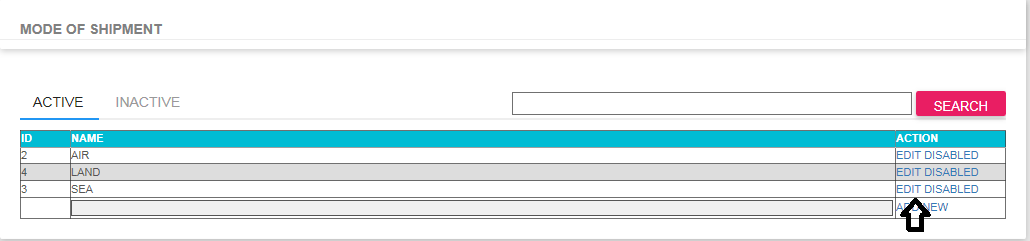 MODE OF SHIPMENT
ACTIVE INACTIVE
SEARCH
ID NAME ACTION
2 AIR EDIT DISABLED
4 LAND EDIT DISABLED
3 SEA EDIT DISABLED
ADD NEW